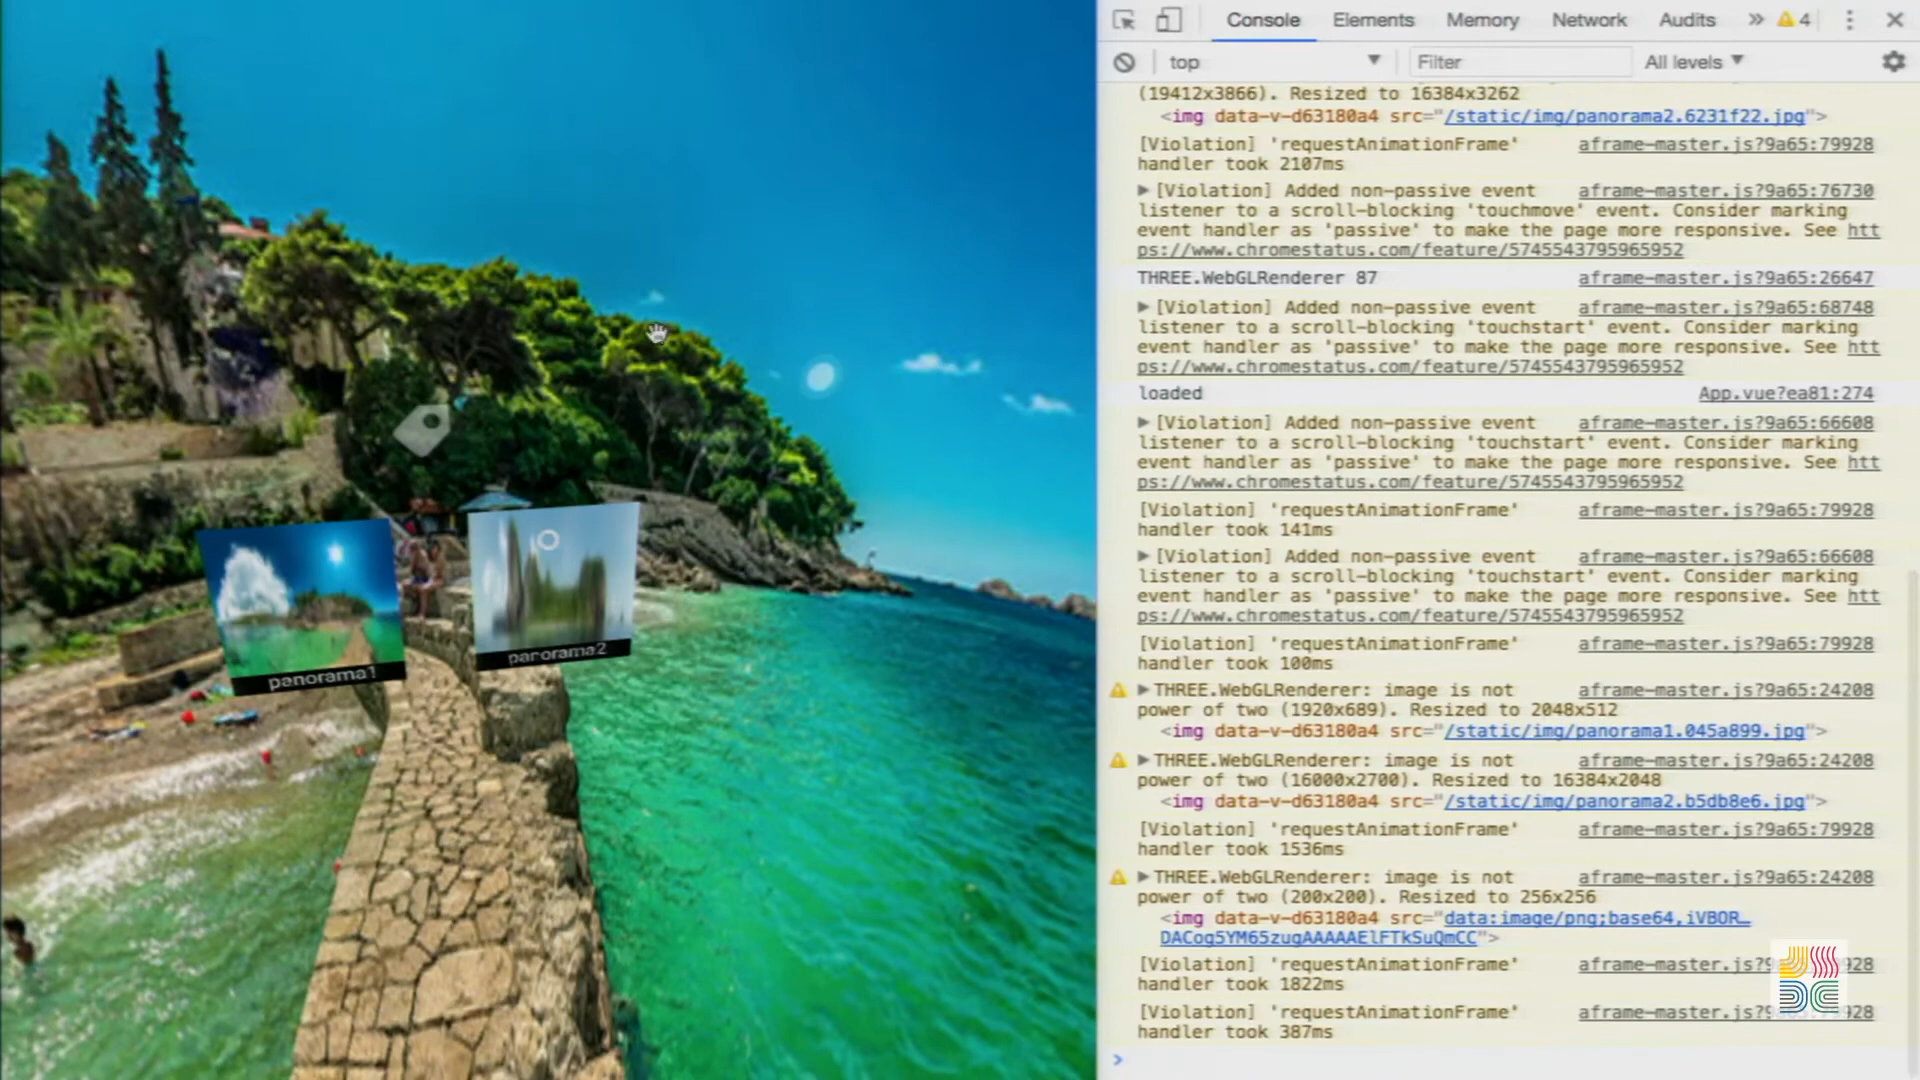 Console Elements Memory Network Audits » 4
top Filter All levels
(19412x3866). Resized to 16384x3262
<img data-v-d63180a4 src="/static/img/panorama2.6231f22.jpg">
[Violation] 'requestAnimationFrame' aframe-master.js?9a65:79928
handler took 2107ms
[Violation] Added non-passive event aframe-master.js?9a65:76730
listener to a scroll-blocking 'touchmove' event. Consider marking
event handler as 'passive' to make the page more responsive. See htt
ps://www.chromestatus.com/feature/5745543795965952
THREE.WebGLRenderer 87 aframe-master.js?9a65:26647
[Violation] Added non-passive event aframe-master.js?9a65:68748
listener to a scroll-blocking 'touchstart' event. Consider marking
event handler as 'passive' to make the page more responsive. See htt
ps://www.chromestatus.com/feature/5745543795965952
loaded App.vue?ea81:274
[Violation] Added non-passive event aframe-master.js?9a65:66608
listener to a scroll-blocking 'touchstart' event. Consider marking
event handler as 'passive' to make the page more responsive. See htt
ps://www.chromestatus.com/feature/5745543795965952
[Violation] 'requestAnimationFrame' aframe-master.js?9a65:79928
handler took 141ms
[Violation] Added non-passive event aframe-master.js?9a65:66608
listener to a scroll-blocking 'touchstart' event. Consider marking
event handler as 'passive' to make the page more responsive. See htt
ps://www.chromestatus.com/feature/5745543795965952
[Violation] 'requestAnimationFrame' aframe-master.js?9a65:79928
handler took 100ms
THREE.WebGLRenderer: image is not aframe-master.js?9a65:24208
power of two (1920x689). Resized to 2048x512
<img data-v-d63180a4 src="/static/img/panorama1.045a899.jpg">
THREE.WebGLRenderer: image is not aframe-master.js?9a65:24208
power of two (16000x2700). Resized to 16384x2048
<img data-v-d63180a4 src="/static/img/panorama2.b5db8e6.jpg">
[Violation] 'requestAnimationFrame' aframe-master.js?9a65:79928
handler took 1536ms
THREE.WebGLRenderer: image is not aframe-master.js?9a65:24208
power of two (200x200). Resized to 256x256
<img data-v-d63180a4 src="data:image/png;base64,iVBOR…
DACog5YM65zugAAAAAElFTkSuQmCC">
[Violation] 'requestAnimationFrame'
handler took 1822ms
[Violation] 'requestAnimationFrame'
handler took 387ms
>
panorama1
panorama2